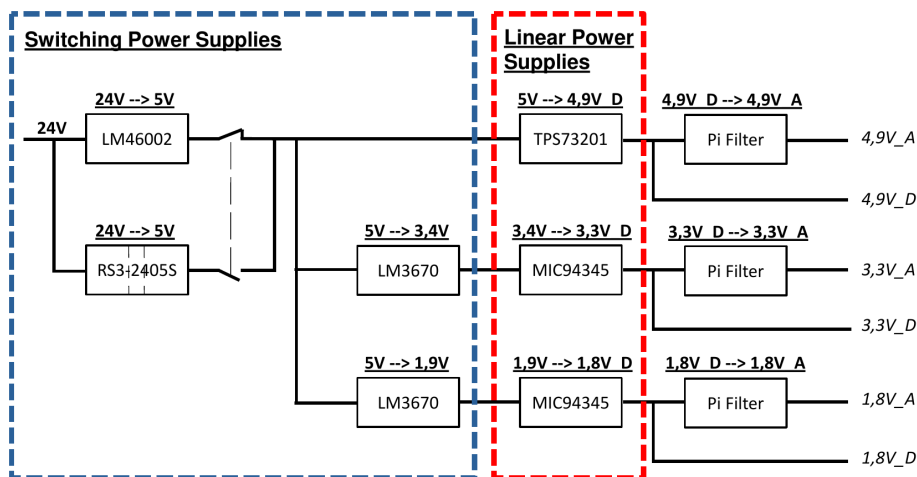 Switching Power Supplies
Linear Power
Supplies
24V --> 5V
5V --> 4,9V_D
4,9V_D --> 4,9V_A
24V
LM46002
TPS73201
Pi Filter
4,9V_A
4,9V_D
24V --> 5V
5V --> 3,4V
3,4V --> 3,3V_D
3,3V_D --> 3,3V_A
RS3-2405S
LM3670
MIC94345
Pi Filter
3,3V_A
3,3V_D
5V --> 1,9V
1,9V --> 1,8V_D
1,8V_D --> 1,8V_A
LM3670
MIC94345
Pi Filter
1,8V_A
1,8V_D